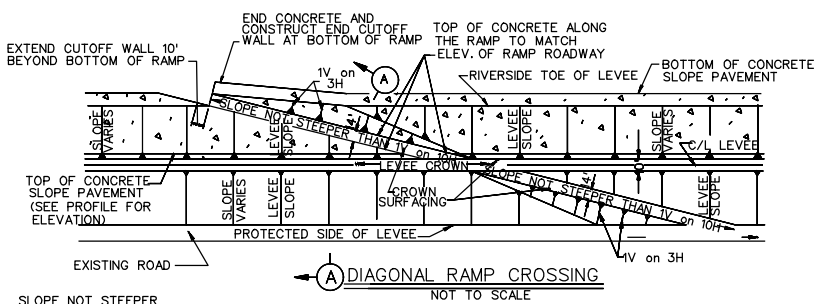 END CONCRETE AND
CONSTRUCT END CUTOFF
WALL AT BOTTOM OF RAMP
TOP OF CONCRETE ALONG
THE RAMP TO MATCH
ELEV. OF RAMP ROADWAY
EXTEND CUTOFF WALL 10'
BEYOND BOTTOM OF RAMP
BOTTOM OF CONCRETE
SLOPE PAVEMENT
1V on
3H
A
RIVERSIDE TOE OF LEVEE
SLOPE
VARIES
LEVEE
SLOPE
SLOPE NOT STEEPER THAN 1V on 10H
14'
LEVEE
SLOPE
SLOPE
VARIES
C/L LEVEE
LEVEE CROWN
10'
TOP OF CONCRETE
SLOPE PAVEMENT
(SEE PROFILE FOR
ELEVATION)
SLOPE
VARIES
LEVEE
SLOPE
CROWN
SURFACING
SLOPE NOT STEEPER THAN 1V on 10H
14'
LEVEE
SLOPE
PROTECTED SIDE OF LEVEE
EXISTING ROAD
1V on 3H
A
DIAGONAL RAMP CROSSING
NOT TO SCALE
SLOPE NOT STEEPER